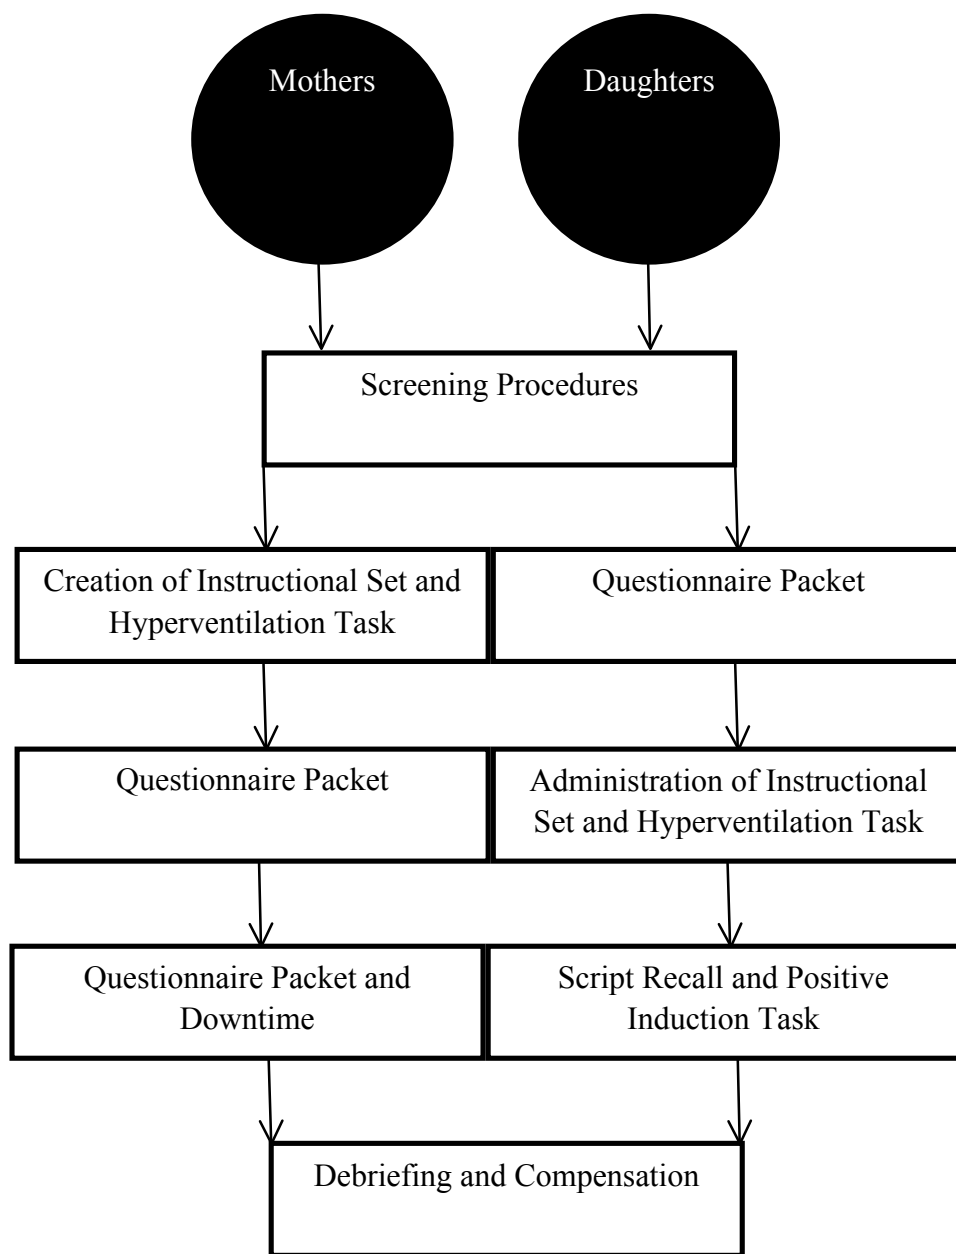 Mothers
Daughters
Screening Procedures
Creation of Instructional Set and
Hyperventilation Task
Questionnaire Packet
Questionnaire Packet
Administration of Instructional
Set and Hyperventilation Task
Questionnaire Packet and
Downtime
Script Recall and Positive
Induction Task
Debriefing and Compensation